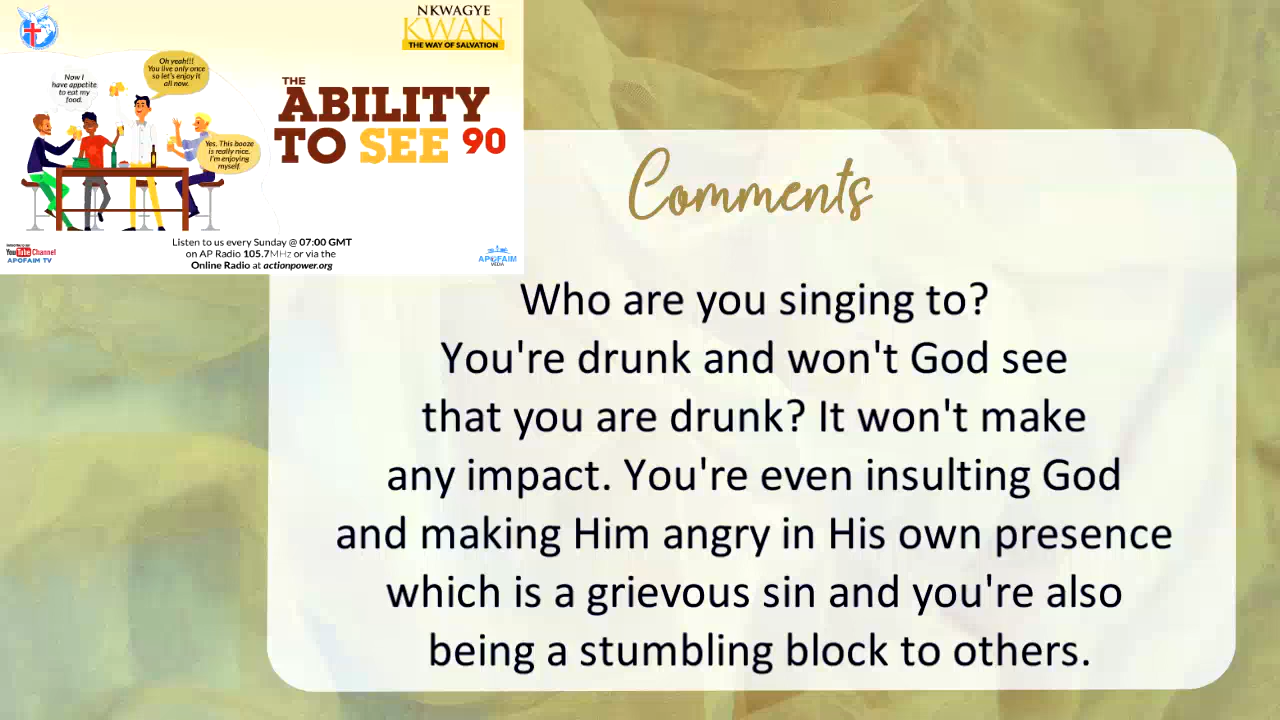 NKWAGYE
KWAN
THE WAY OF SALVATION
Oh yeah!!!
You live only once
so let's enjoy it
all now.
Now I
have appetite
to eat my
food.
Yes. This booze
is really nice.
I'm enjoying
myself.
THE
ABILITY
TO SEE 90
Listen to us every Sunday @ 07:00 GMT
on AP Radio 105.7MHz or via the
Online Radio at actionpower.org
YouTube Channel
APOFAIM TV
APOFAIM
MEDIA
Comments
Who are you singing to?
You're drunk and won't God see
that you are drunk? It won't make
any impact. You're even insulting God
and making Him angry in His own presence
which is a grievous sin and you're also
being a stumbling block to others.